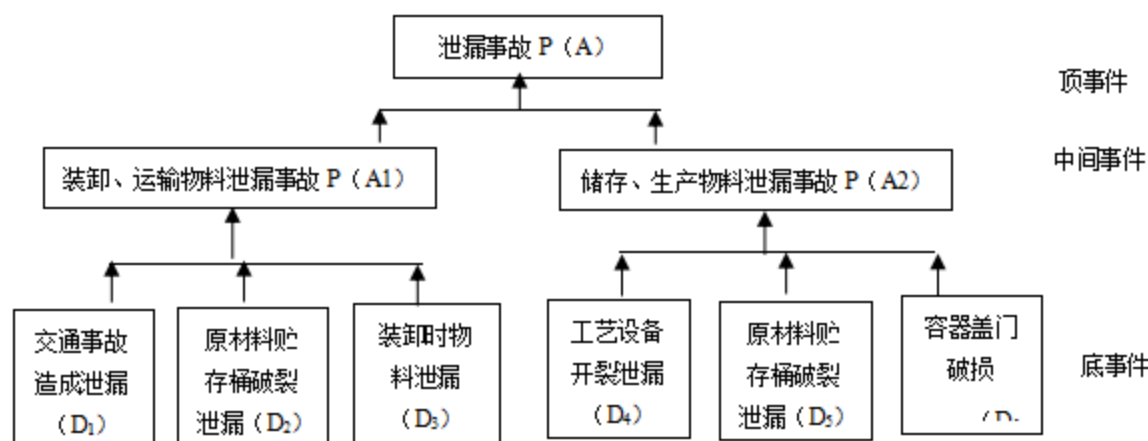 泄漏事故 P（A）
顶事件
装卸、运输物料泄漏事故 P（A1）
储存、生产物料泄漏事故 P（A2）
中间事件
交通事故
造成泄漏
（D₁）
原材料贮
存桶破裂
泄漏（D₂）
装卸时物
料泄漏
（D₃）
工艺设备
开裂泄漏
（D₄）
原材料贮
存桶破裂
泄漏（D₅）
容器盖门
破损
底事件